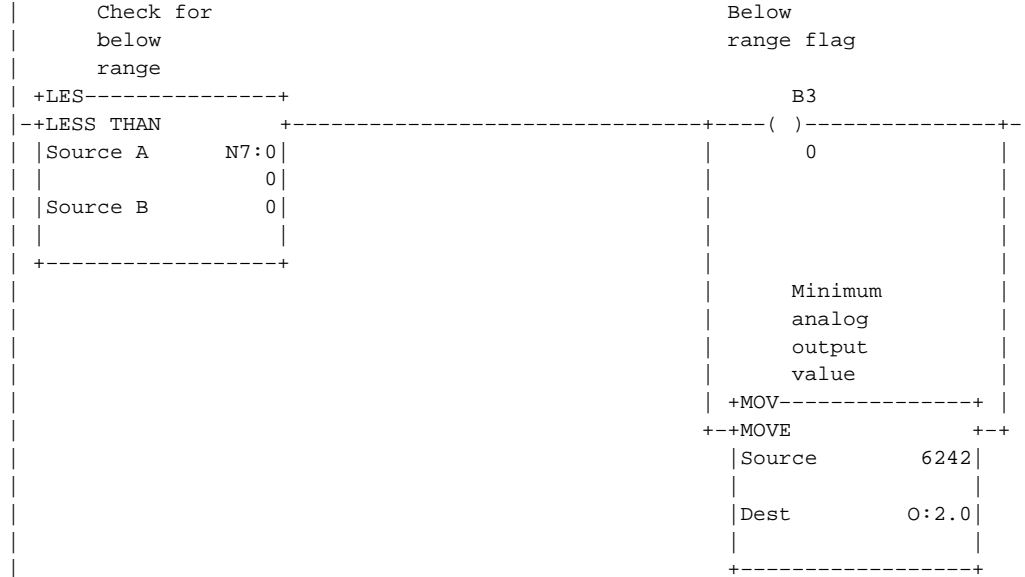 Check for Below
below range flag
range
+LES---------------+ B3
-+LESS THAN +--------------------------------+----( )---------------+-
|Source A N7:0| | 0 |
| 0| | |
|Source B 0| | |
| | | |
+------------------+ | |
| Minimum |
| analog |
| output |
| value |
| +MOV---------------+ |
+-+MOVE +-+
|Source 6242|
| |
|Dest O:2.0|
| |
+------------------+